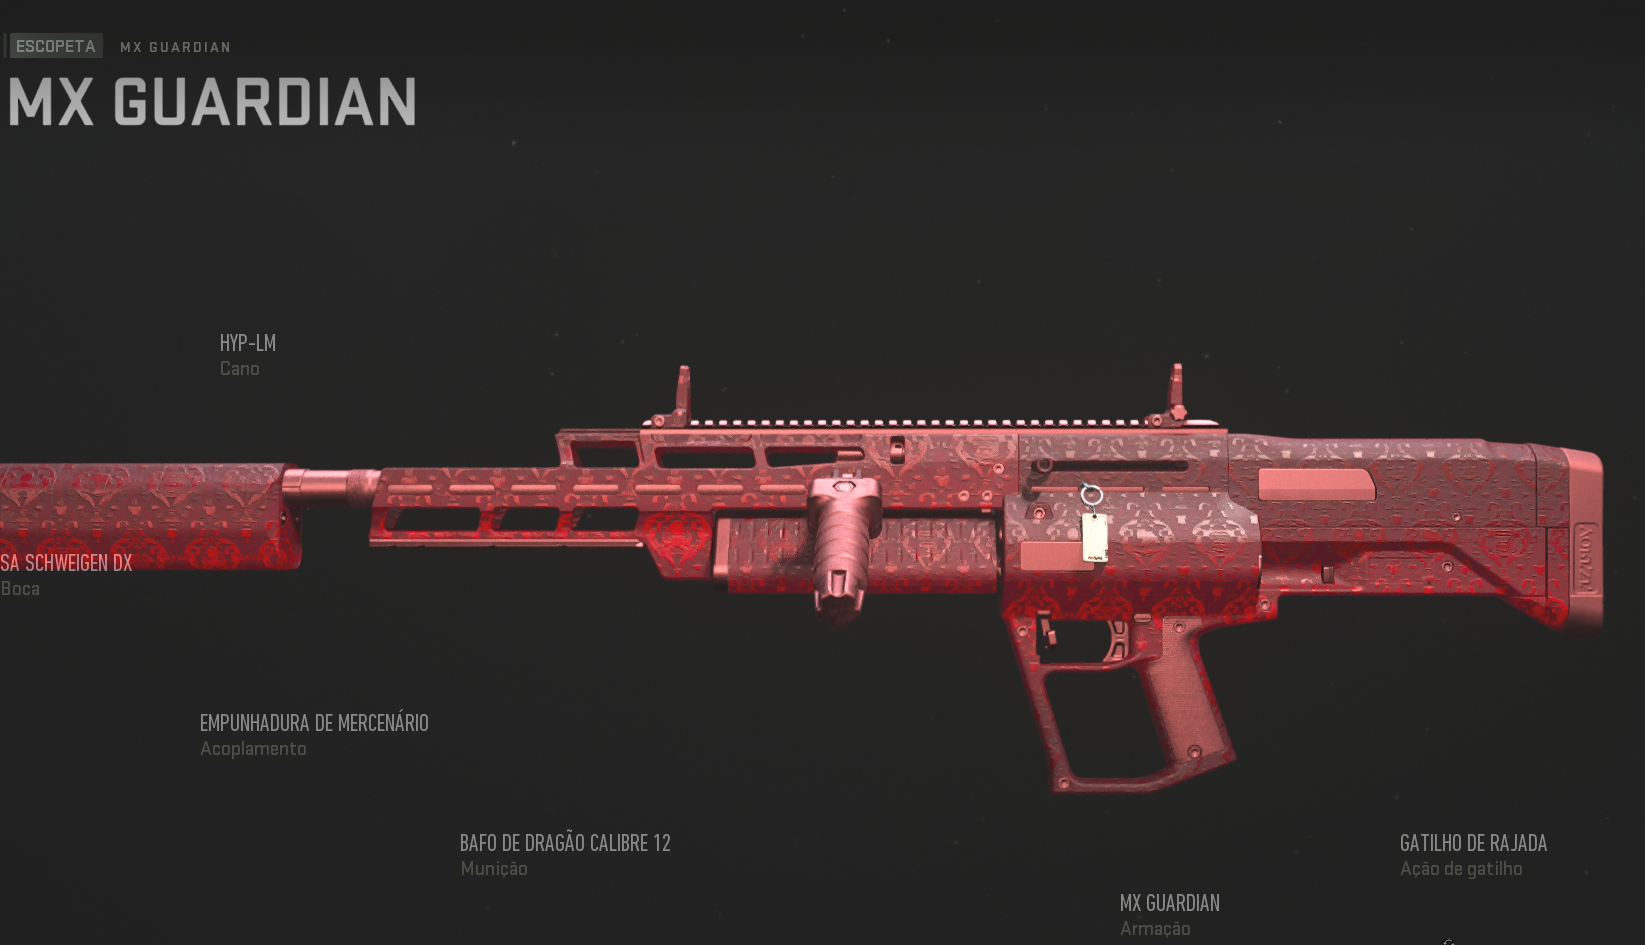 ESCOPETA MX GUARDIAN
MX GUARDIAN
HYP-LM
Cano
SA SCHWEIGEN DX
Boca
EMPUNHADURA DE MERCENÁRIO
Acoplamento
BAFO DE DRAGÃO CALIBRE 12
Munição
GATILHO DE RAJADA
Ação de gatilho
MX GUARDIAN
Armação